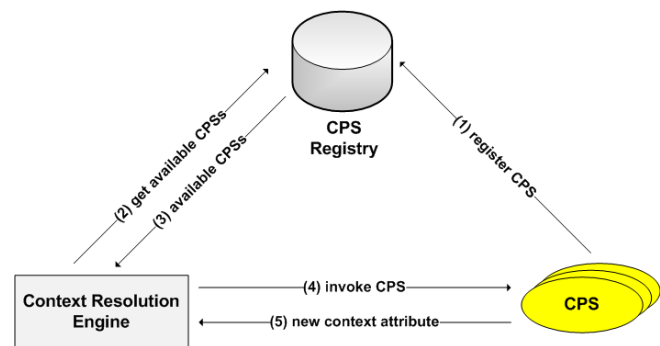 CPS
Registry
(1) register CPS
(2) get available CPSs
(3) available CPSs
Context Resolution
Engine
(4) invoke CPS
(5) new context attribute
CPS